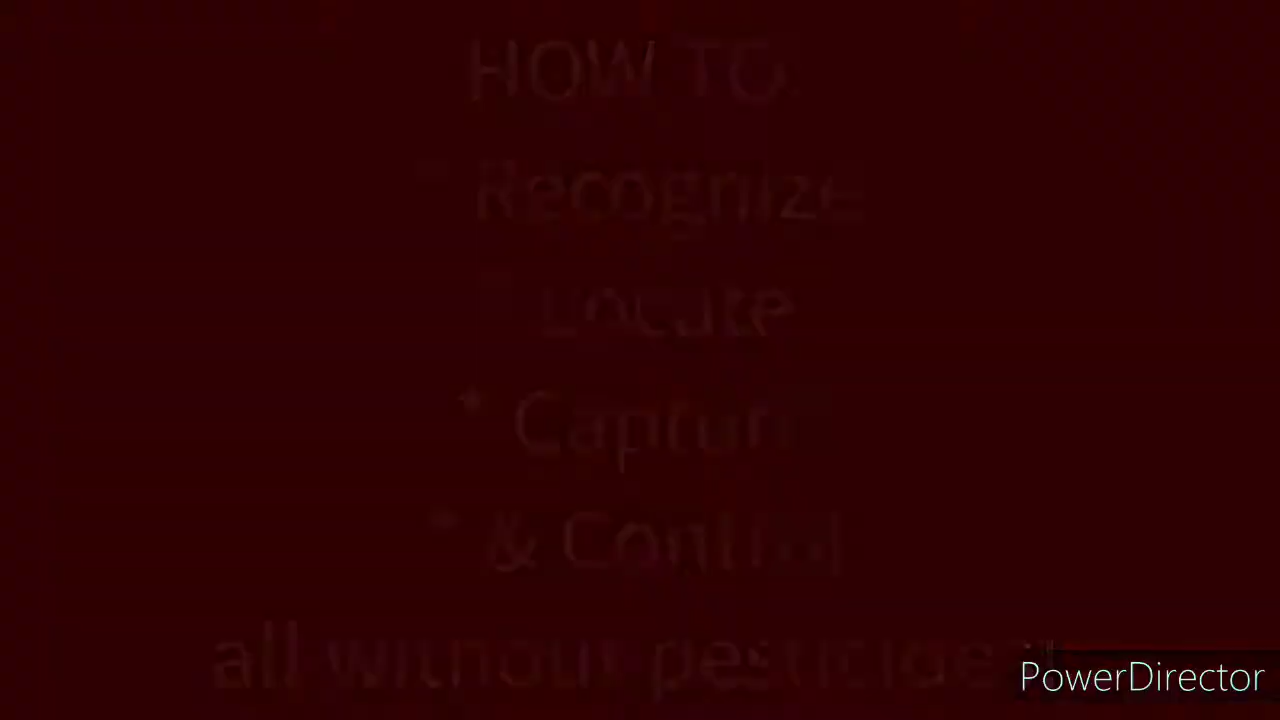 HOW TO:
* Recognize
* Locate
* Capture
* & Control
all without pesticides!!
PowerDirector